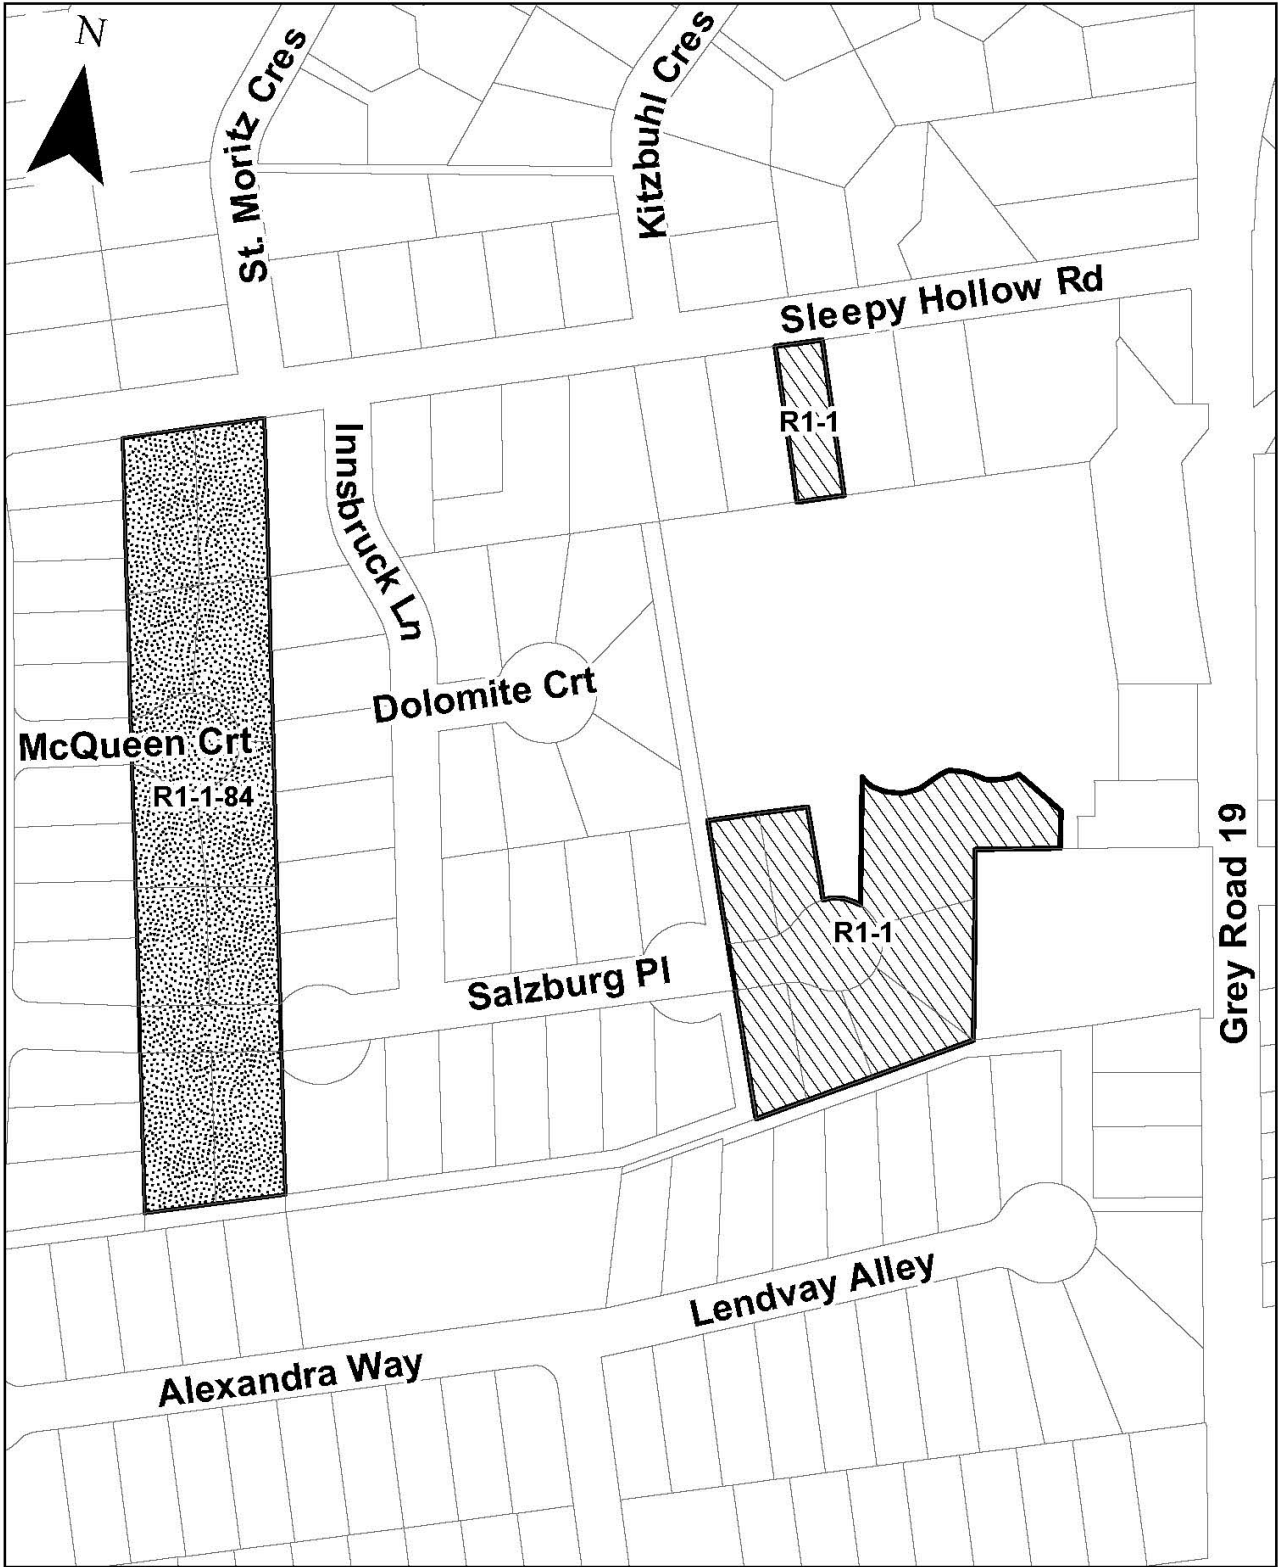 N
St. Moritz Cres
Kitzbuhl Cres
Sleepy Hollow Rd
R1-1
Innsbruck Ln
Dolomite Crt
McQueen Crt
R1-1-84
Grey Road 19
R1-1
Salzburg Pl
Lendvay Alley
Alexandra Way